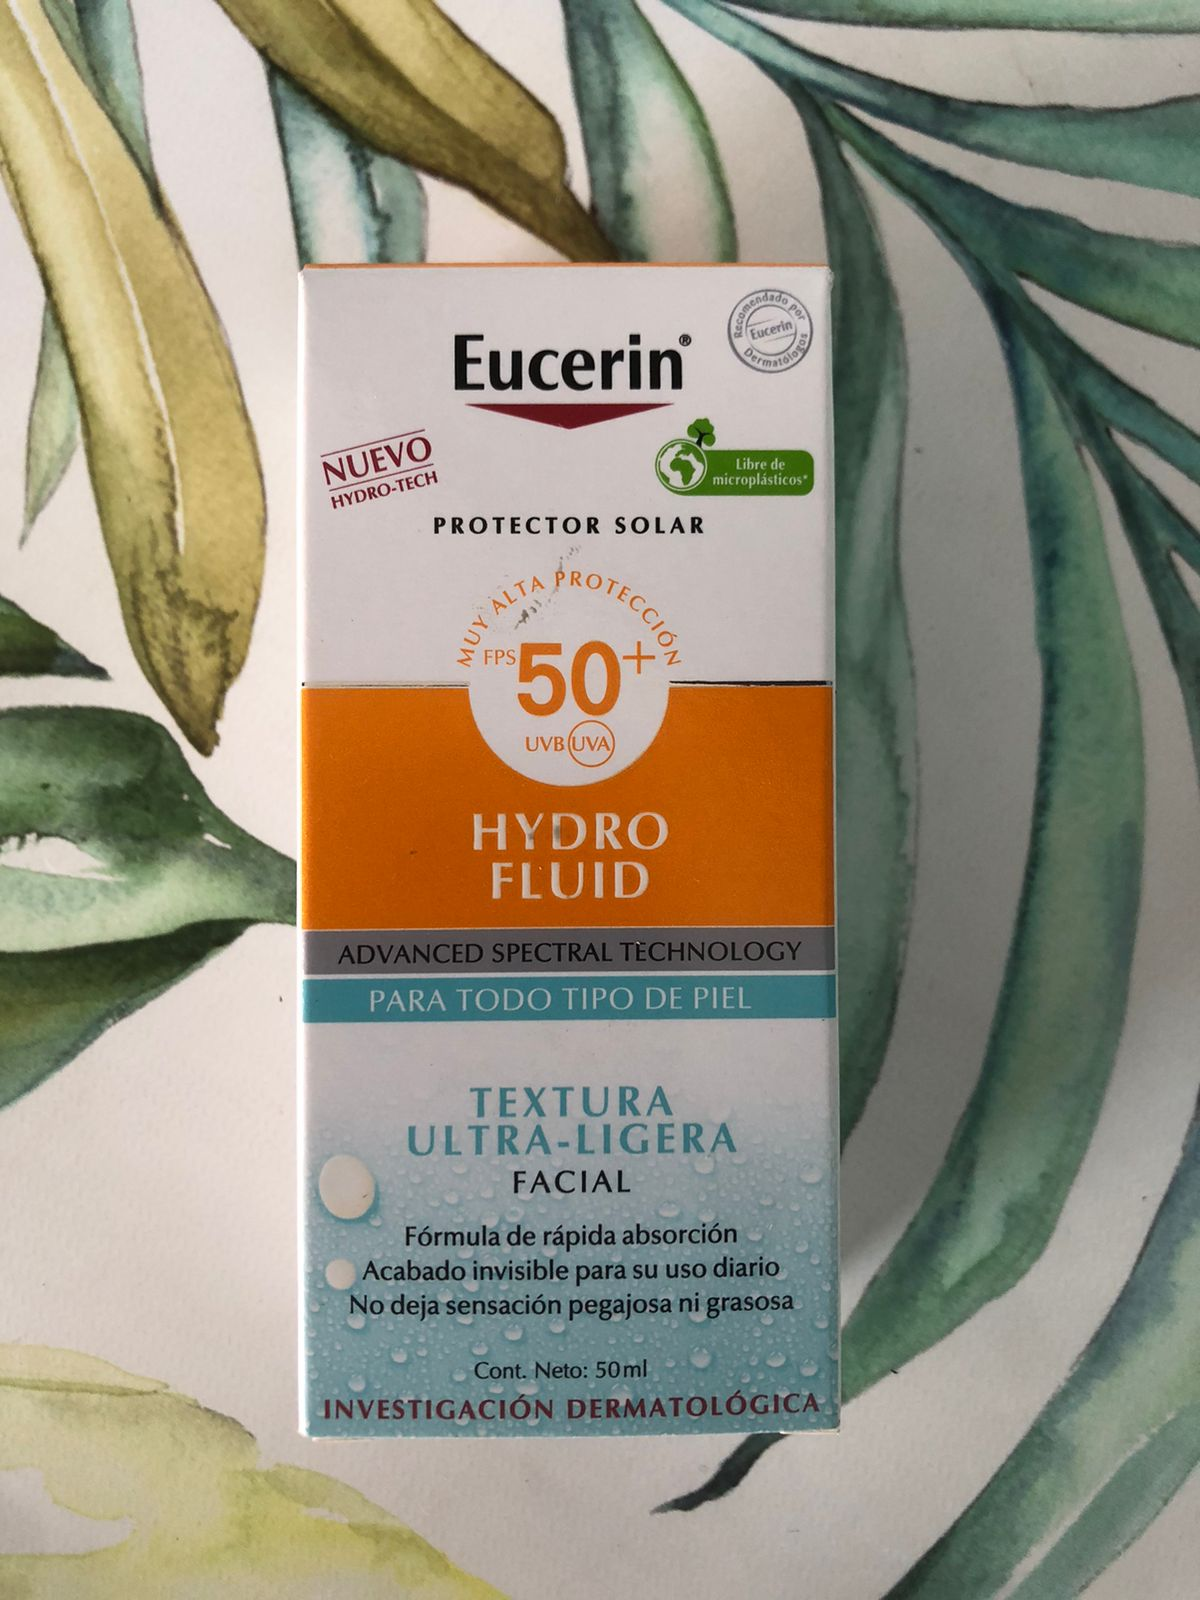 Eucerin®
Recomendado por
Eucerin
Dermatólogos
NUEVO
HYDRO-TECH
Libre de
microplásticos*
PROTECTOR SOLAR
MUY ALTA PROTECCIÓN
FPS 50+
UVB UVA
HYDRO
FLUID
ADVANCED SPECTRAL TECHNOLOGY
PARA TODO TIPO DE PIEL
TEXTURA
ULTRA-LIGERA
FACIAL
Fórmula de rápida absorción
Acabado invisible para su uso diario
No deja sensación pegajosa ni grasosa
Cont. Neto: 50ml
INVESTIGACIÓN DERMATOLÓGICA